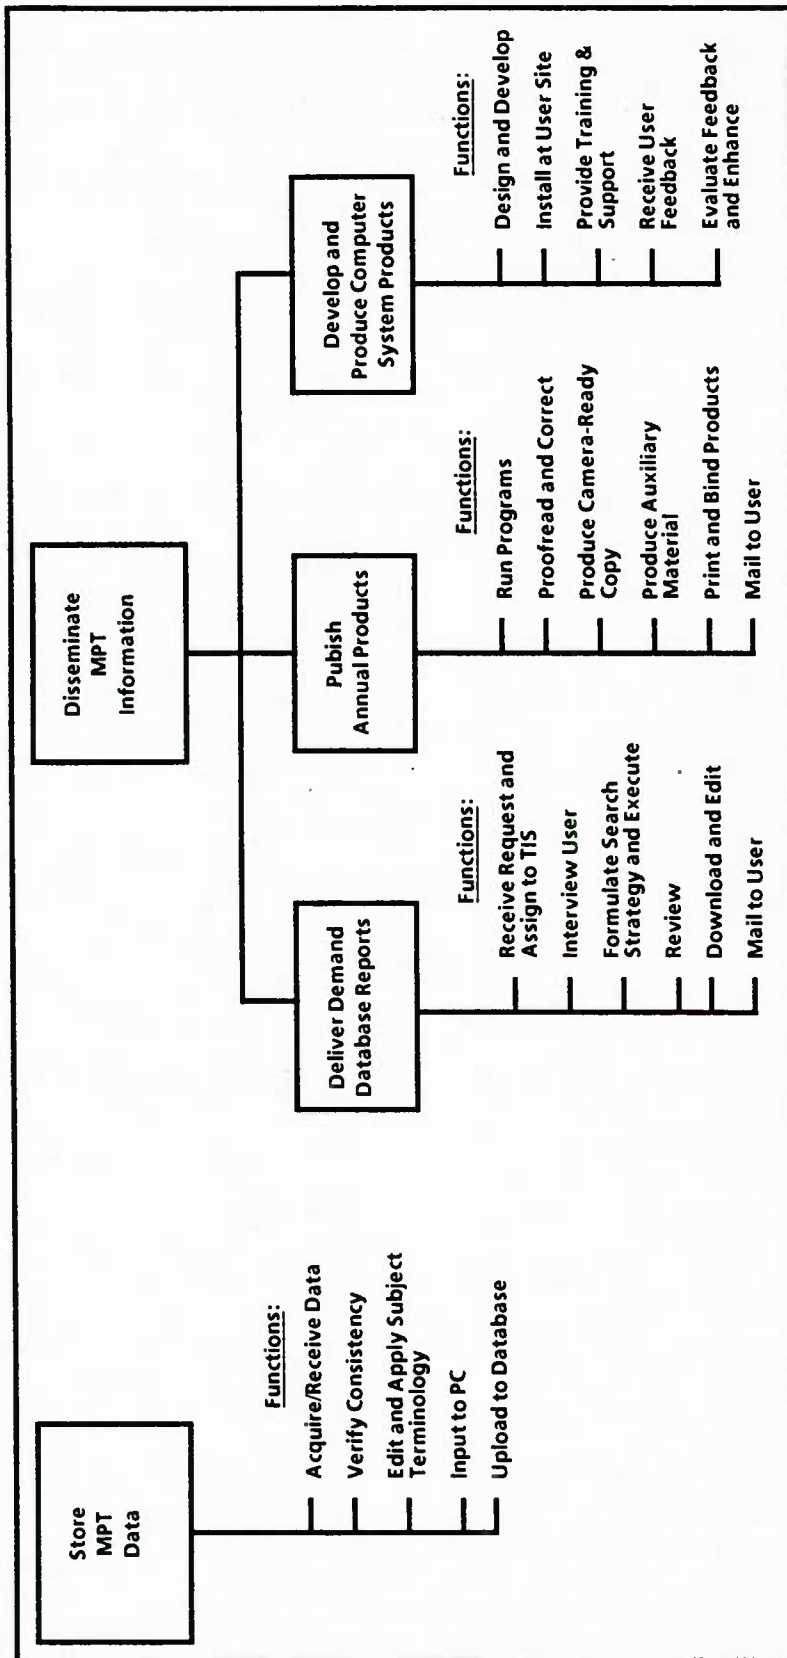 Store
MPT
Data
Functions:
Acquire/Receive Data
Verify Consistency
Edit and Apply Subject
Terminology
Input to PC
Upload to Database
Disseminate
MPT
Information
Deliver Demand
Database Reports
Functions:
Receive Request and
Assign to TIS
Interview User
Formulate Search
Strategy and Execute
Review
Download and Edit
Mail to User
Pubish
Annual Products
Functions:
Run Programs
Proofread and Correct
Produce Camera-Ready
Copy
Produce Auxiliary
Material
Print and Bind Products
Mail to User
Develop and
Produce Computer
System Products
Functions:
Design and Develop
Install at User Site
Provide Training &
Support
Receive User
Feedback
Evaluate Feedback
and Enhance